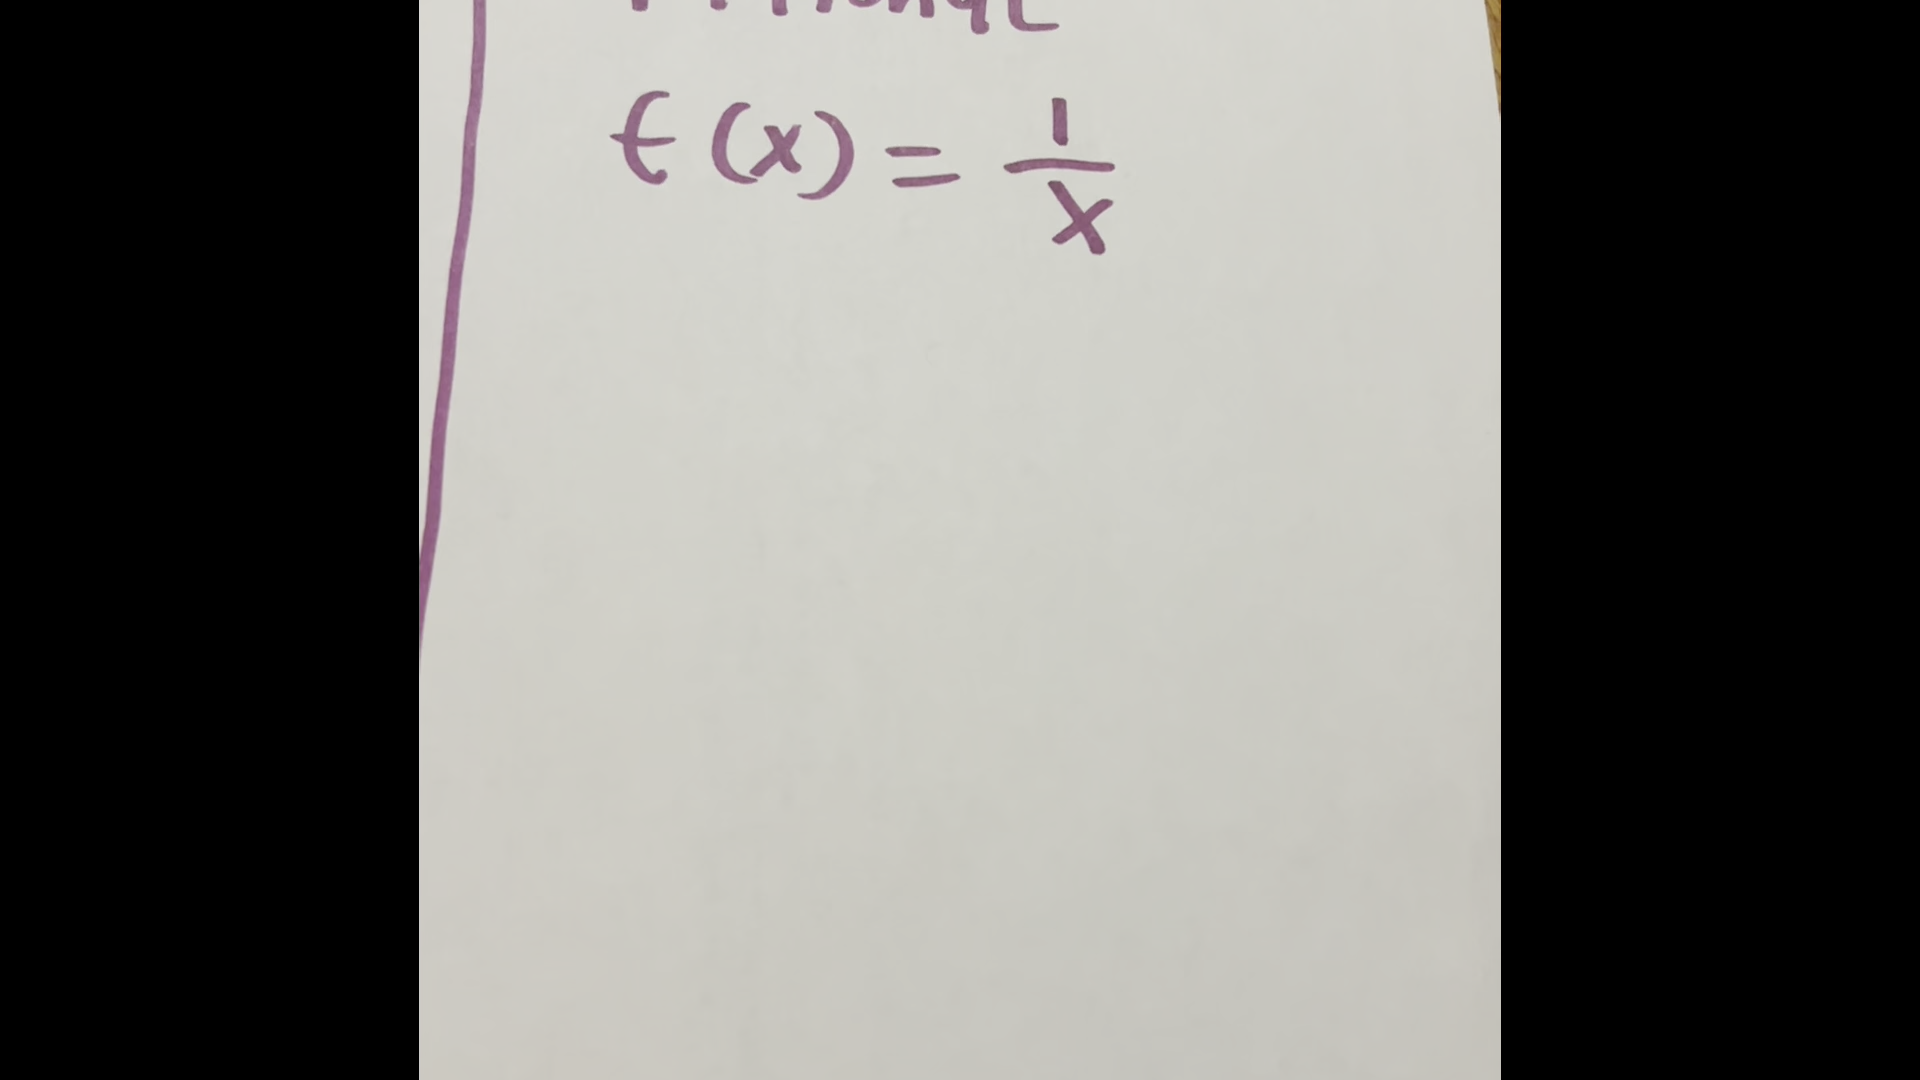 f(x) = 1/x